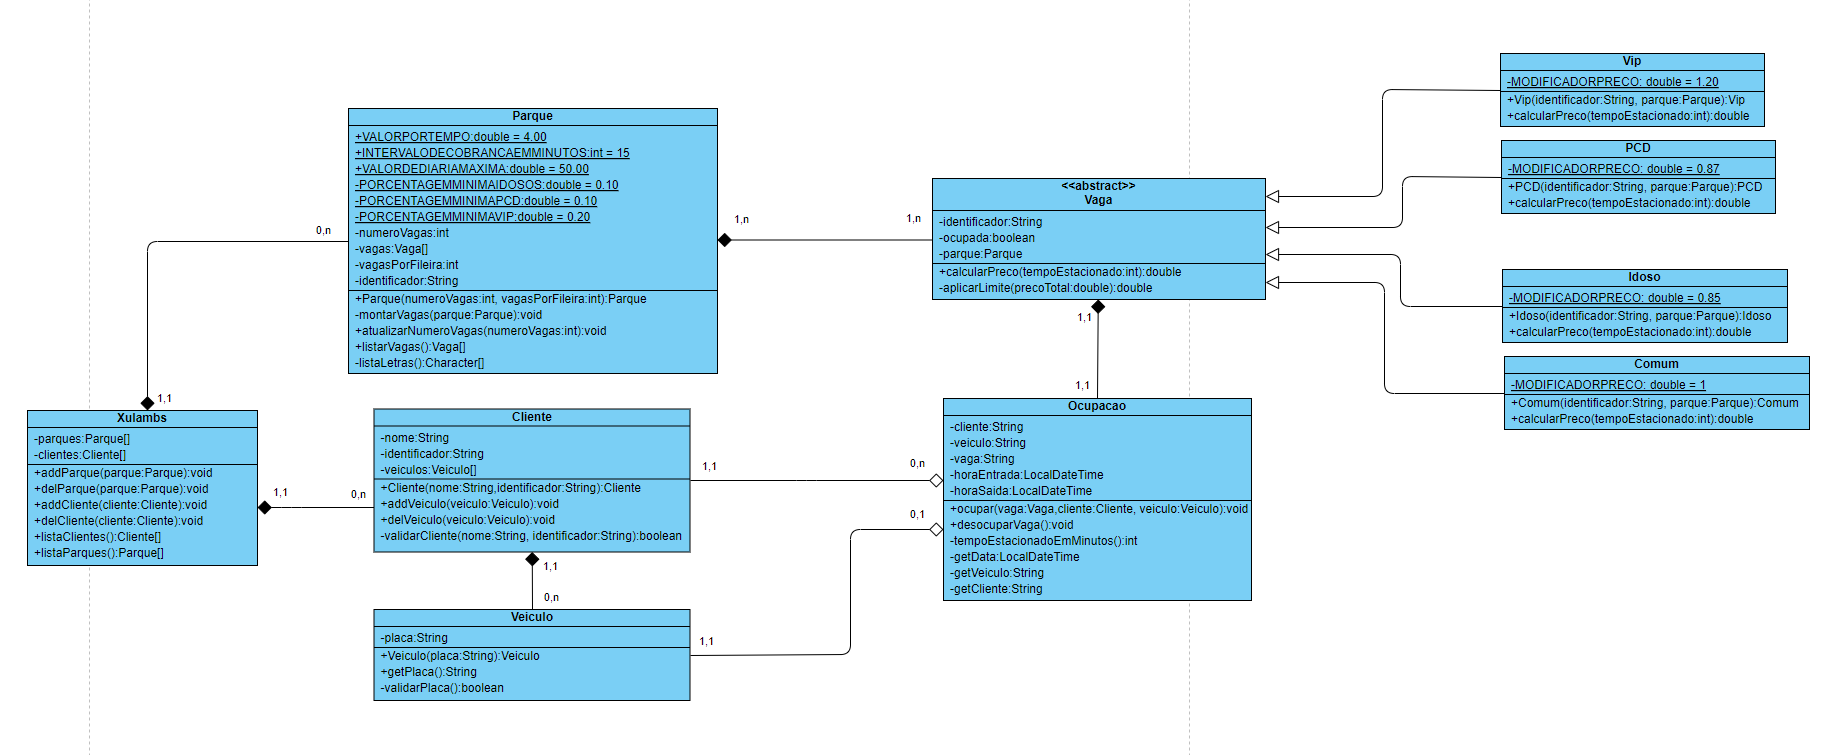 Parque
+VALORPORTEMPO:double = 4.00
+INTERVALODECOBRANCAEMMINUTOS:int = 15
+VALORDEDIARIAMAXIMA:double = 50.00
-PORCENTAGEMMINIMAIDOSOS:double = 0.10
-PORCENTAGEMMINIMAPCD:double = 0.10
-PORCENTAGEMMINIMAVIP:double = 0.20
-numeroVagas:int
-vagas:Vaga[]
-vagasPorFileira:int
-identificador:String
+Parque(numeroVagas:int, vagasPorFileira:int):Parque
-montarVagas(parque:Parque):void
+atualizarNumeroVagas(numeroVagas:int):void
+listarVagas():Vaga[]
-listaLetras():Character[]
0,n
1,1
1,n
1,n
<<abstract>>
Vaga
-identificador:String
-ocupada:boolean
-parque:Parque
+calcularPreco(tempoEstacionado:int):double
-aplicarLimite(precoTotal:double):double
1,1
1,1
Vip
-MODIFICADORPRECO: double = 1.20
+Vip(identificador:String, parque:Parque):Vip
+calcularPreco(tempoEstacionado:int):double
PCD
-MODIFICADORPRECO: double = 0.87
+PCD(identificador:String, parque:Parque):PCD
+calcularPreco(tempoEstacionado:int):double
Idoso
-MODIFICADORPRECO: double = 0.85
+Idoso(identificador:String, parque:Parque):Idoso
+calcularPreco(tempoEstacionado:int):double
Comum
-MODIFICADORPRECO: double = 1
+Comum(identificador:String, parque:Parque):Comum
+calcularPreco(tempoEstacionado:int):double
Xulambs
-parques:Parque[]
-clientes:Cliente[]
+addParque(parque:Parque):void
+delParque(parque:Parque):void
+addCliente(cliente:Cliente):void
+delCliente(cliente:Cliente):void
+listaClientes():Cliente[]
+listaParques():Parque[]
1,1
0,n
Cliente
-nome:String
-identificador:String
-veiculos:Veiculo[]
+Cliente(nome:String,identificador:String):Cliente
+addVeiculo(veiculo:Veiculo):void
+delVeiculo(veiculo:Veiculo):void
-validarCliente(nome:String, identificador:String):boolean
1,1
0,n
1,1
0,n
Ocupacao
-cliente:String
-veiculo:String
-vaga:String
-horaEntrada:LocalDateTime
-horaSaida:LocalDateTime
+ocupar(vaga:Vaga,cliente:Cliente, veiculo:Veiculo):void
+desocuparVaga():void
-tempoEstacionadoEmMinutos():int
-getData:LocalDateTime
-getVeiculo:String
-getCliente:String
0,1
1,1
Veiculo
-placa:String
+Veiculo(placa:String):Veiculo
+getPlaca():String
-validarPlaca():boolean